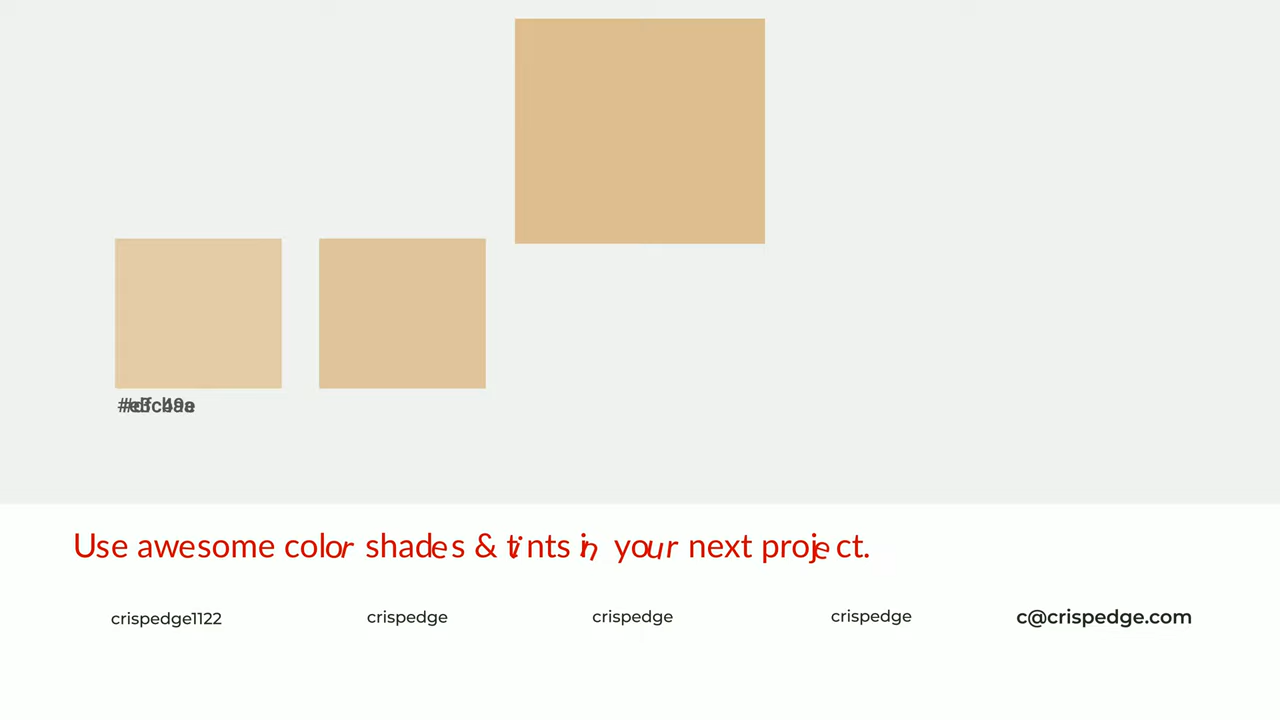 Use awesome color shades & tints in your next project.
crispedge1122 crispedge crispedge crispedge c@crispedge.com